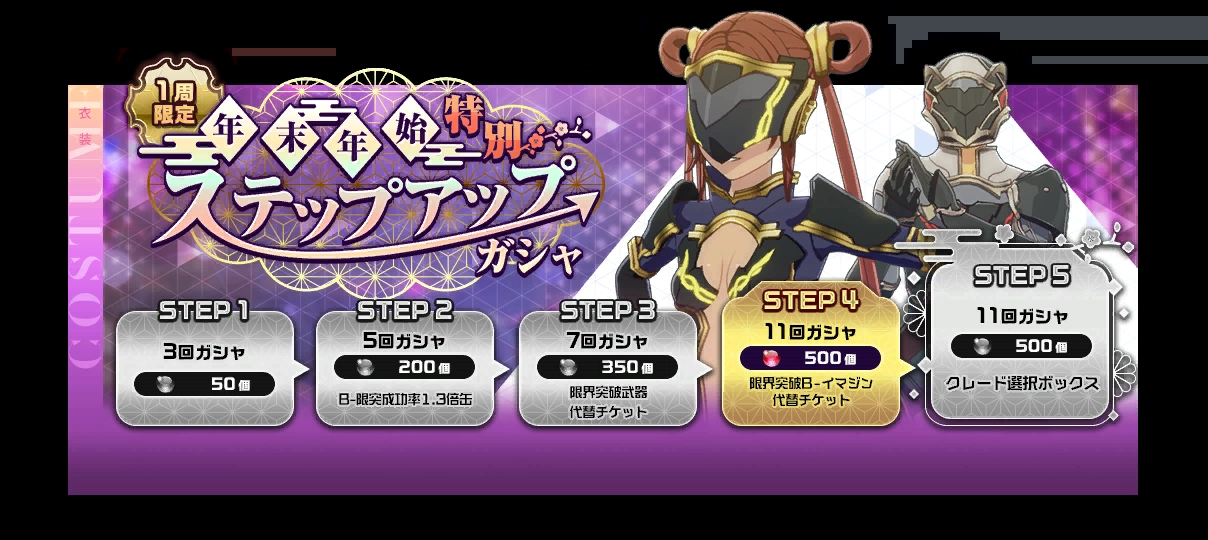 1周
限定
年末年始特別
ステップアップ
ガシャ
衣装
COSTUME
STEP 1
3回ガシャ
50個
STEP 2
5回ガシャ
200個
B-限突成功率1.3倍缶
STEP 3
7回ガシャ
350個
限界突破武器
代替チケット
STEP 4
11回ガシャ
500個
限界突破B-イマジン
代替チケット
STEP 5
11回ガシャ
500個
グレード選択ボックス